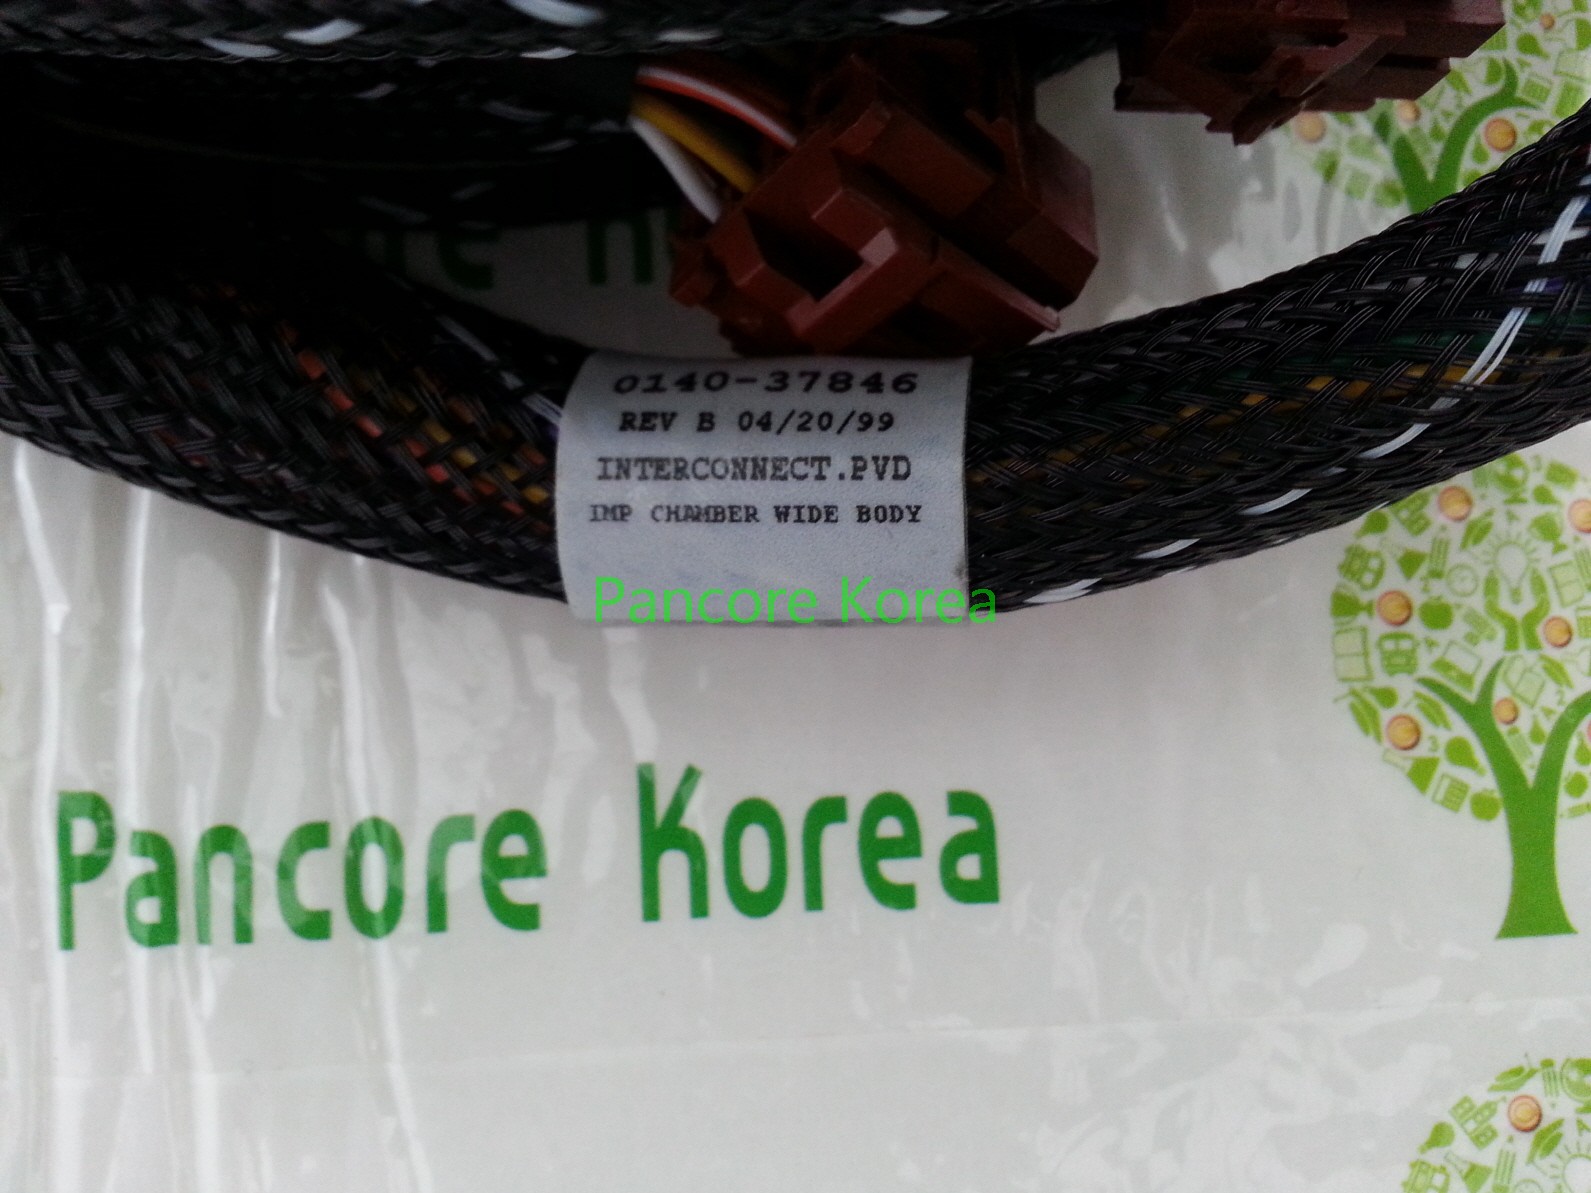 0140-37846
REV B 04/20/99
INTERCONNECT.PVD
IMP CHAMBER WIDE BODY
Pancore Korea
Pancore Korea